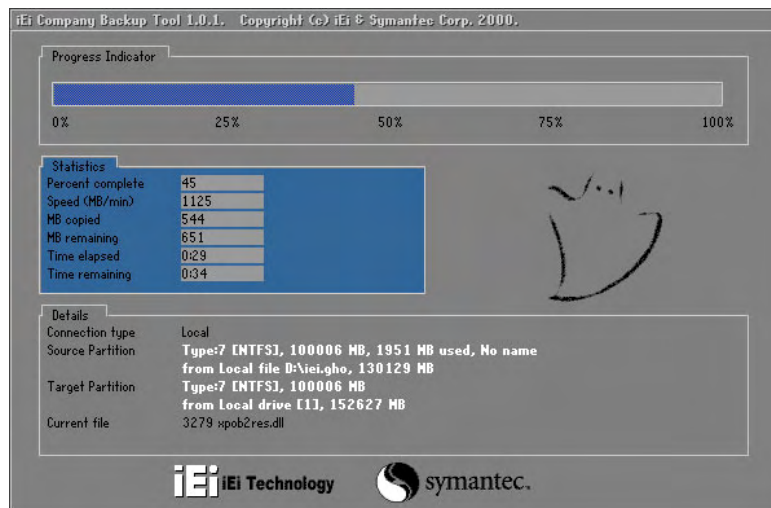 iEi Company Backup Tool 1.0.1. Copyright (c) iEi & Symantec Corp. 2000.
Progress Indicator
0% 25% 50% 75% 100%
Statistics
Percent complete 45
Speed (MB/min) 1125
MB copied 544
MB remaining 651
Time elapsed 0:29
Time remaining 0:34
Details
Connection type Local
Source Partition Type:7 [NTFS], 100006 MB, 1951 MB used, No name
from Local file D:\iei.gho, 130129 MB
Target Partition Type:7 [NTFS], 100006 MB
from Local drive [1], 152627 MB
Current file 3279 xpob2res.dll
iEi iEi Technology symantec.